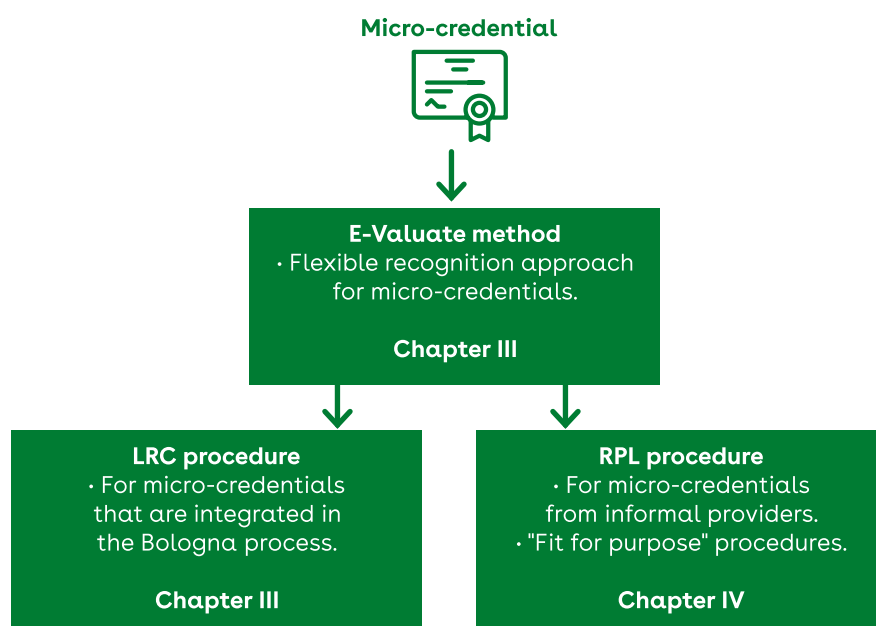 Micro-credential
E-Valuate method
· Flexible recognition approach
for micro-credentials.
Chapter III
LRC procedure
· For micro-credentials
that are integrated in
the Bologna process.
Chapter III
RPL procedure
· For micro-credentials
from informal providers.
· "Fit for purpose" procedures.
Chapter IV